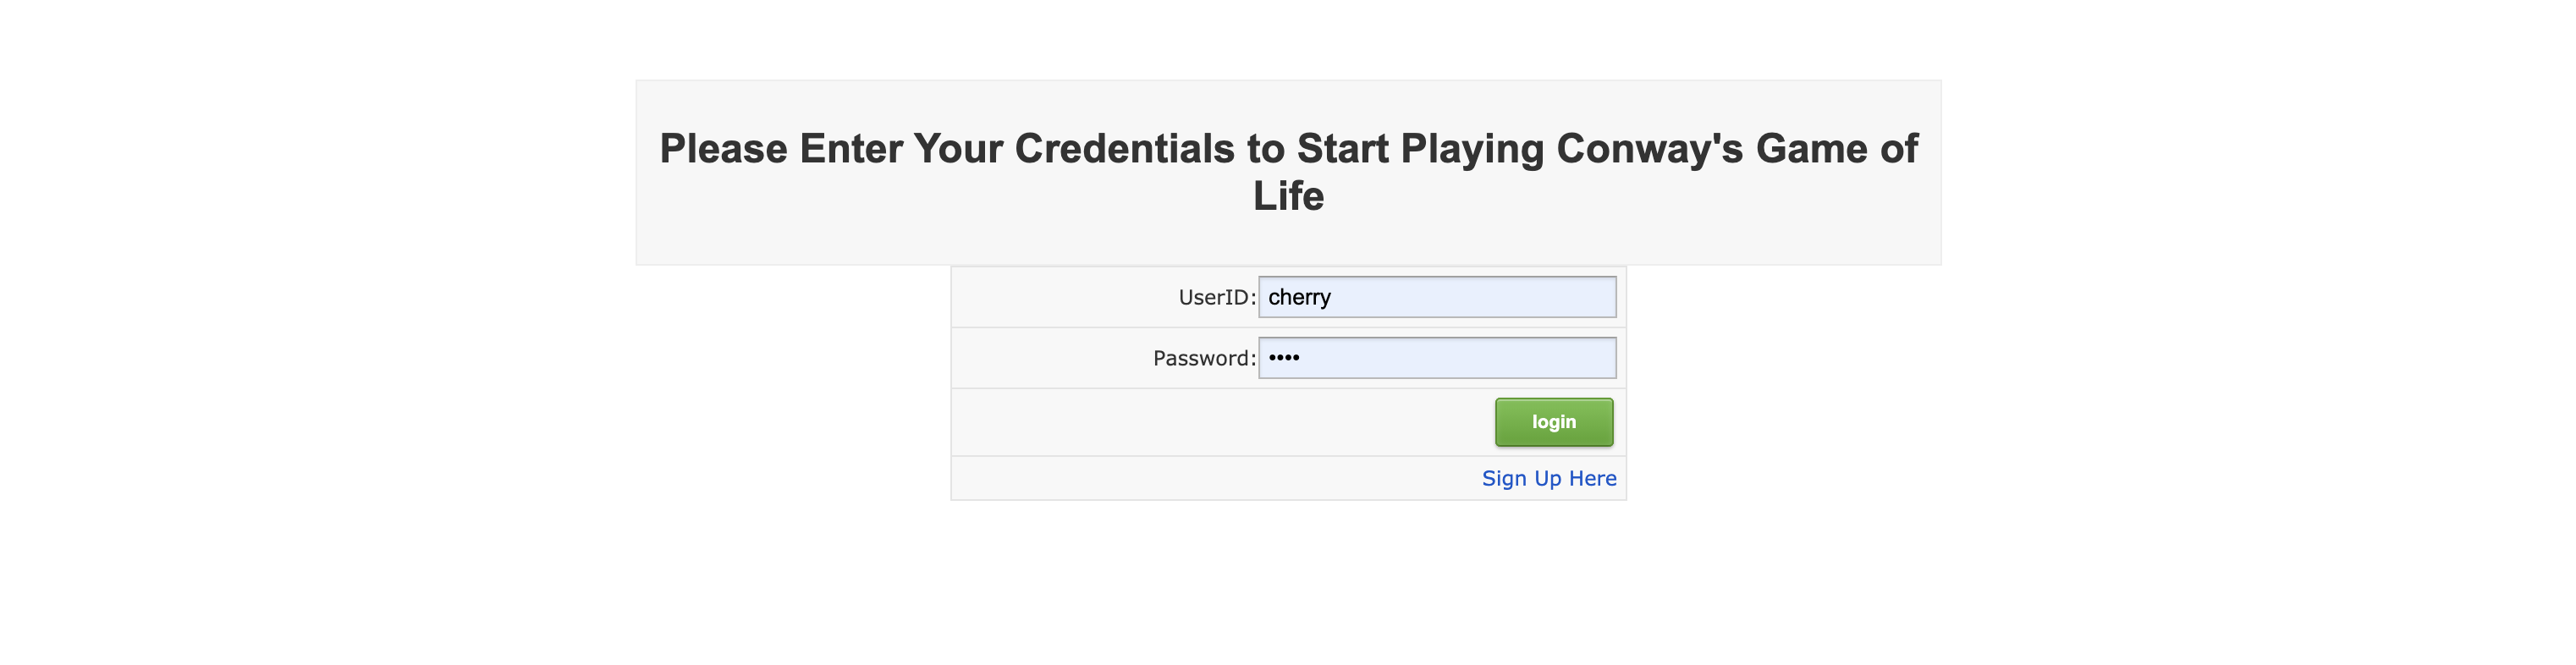 Please Enter Your Credentials to Start Playing Conway's Game of
Life
UserID: cherry
Password: ••••
login
Sign Up Here